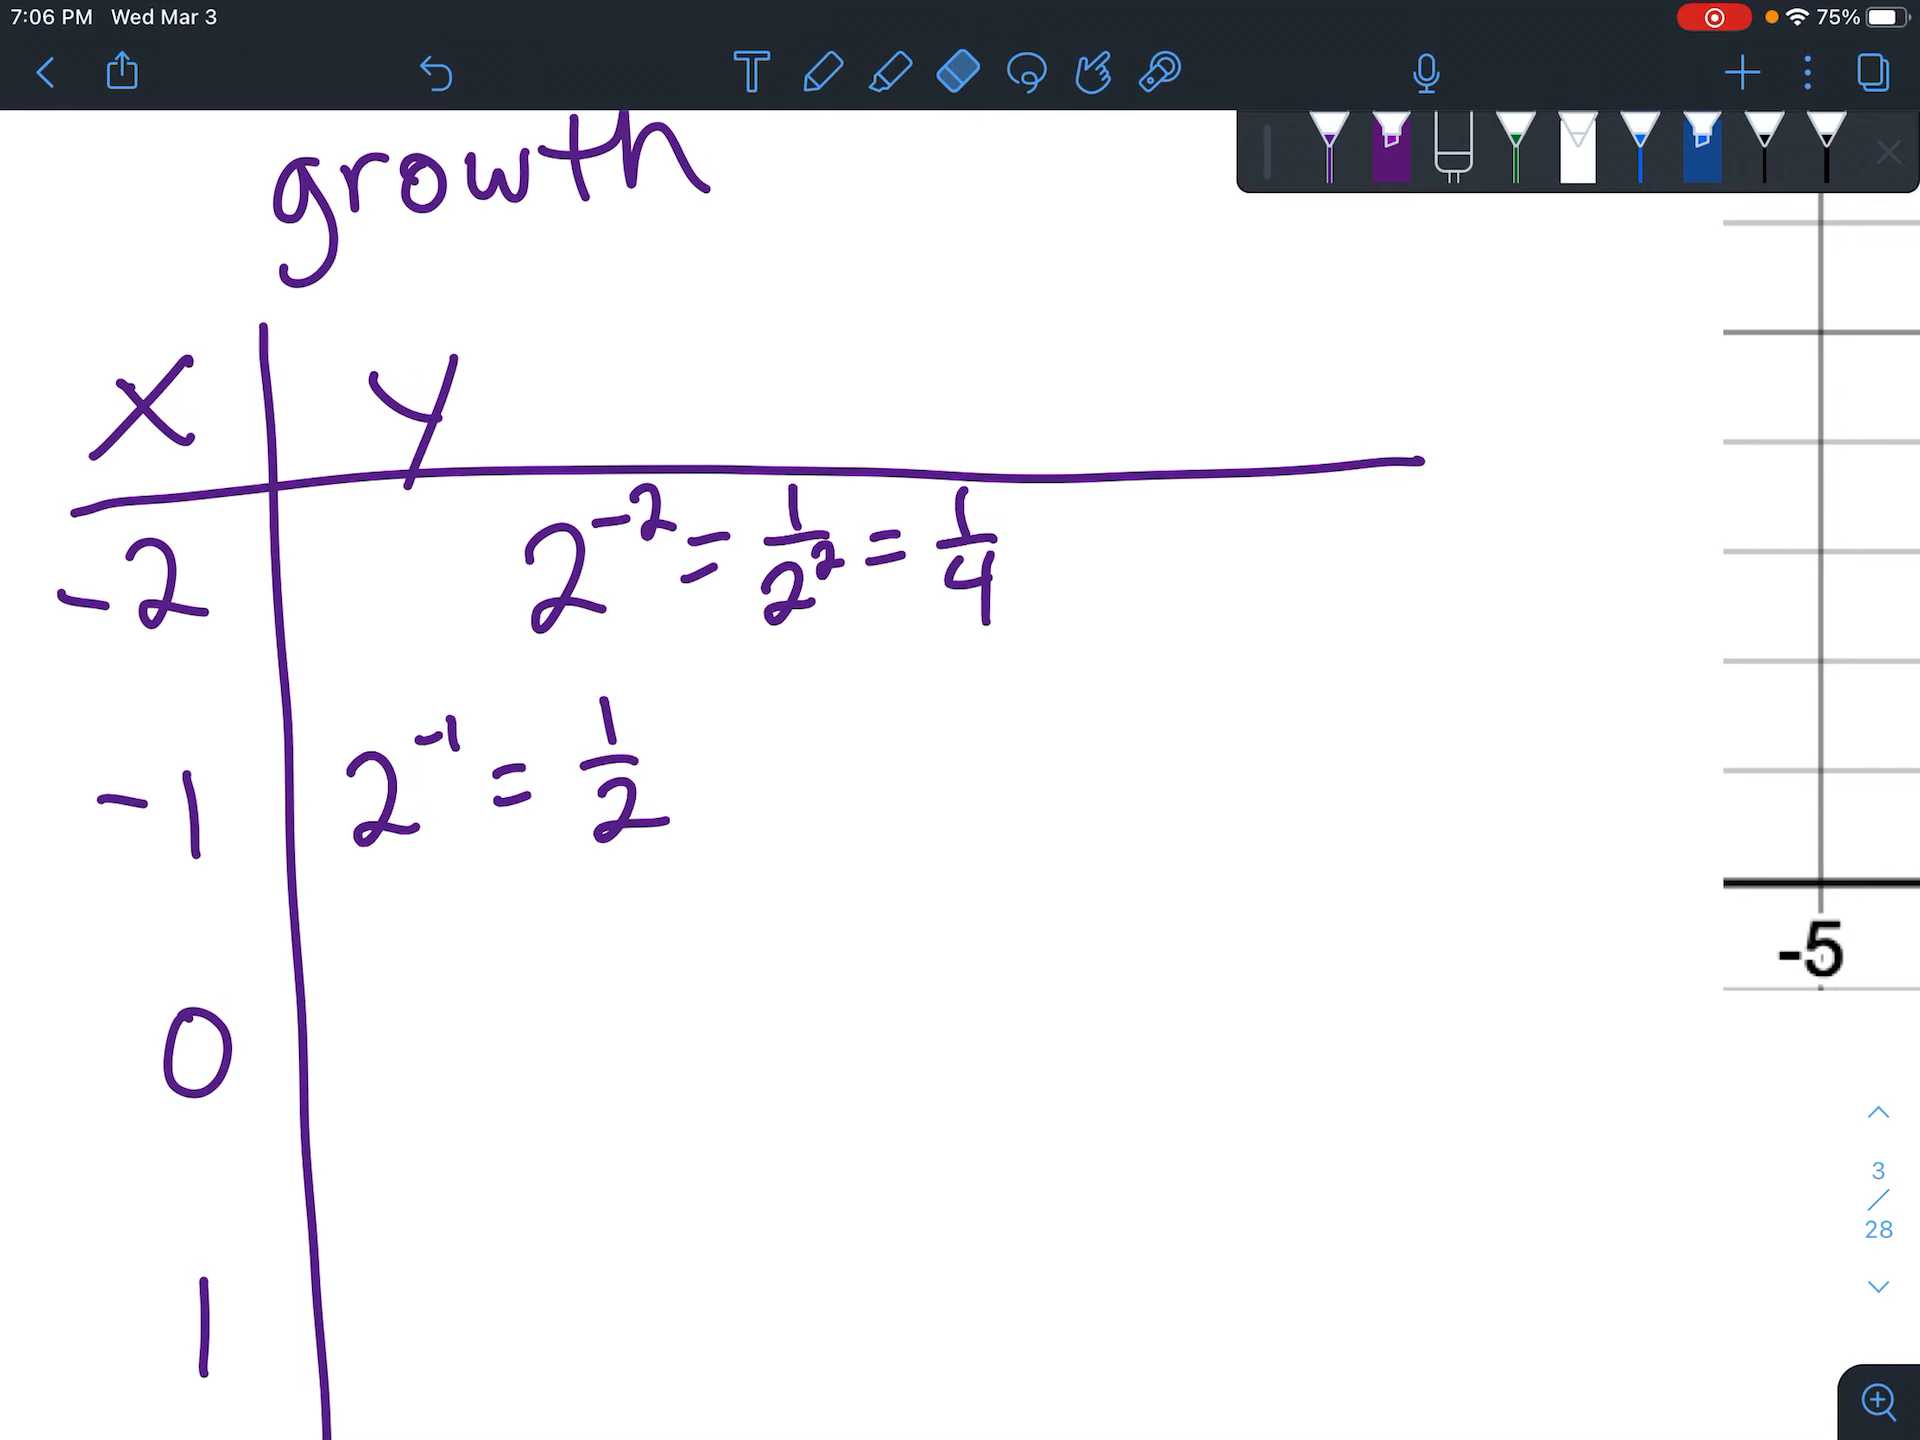 7:06 PM Wed Mar 3
75%
growth
x y
-2 2^-2 = 1/2^2 = 1/4
-1 2^-1 = 1/2
-5
0
3
/
28
1